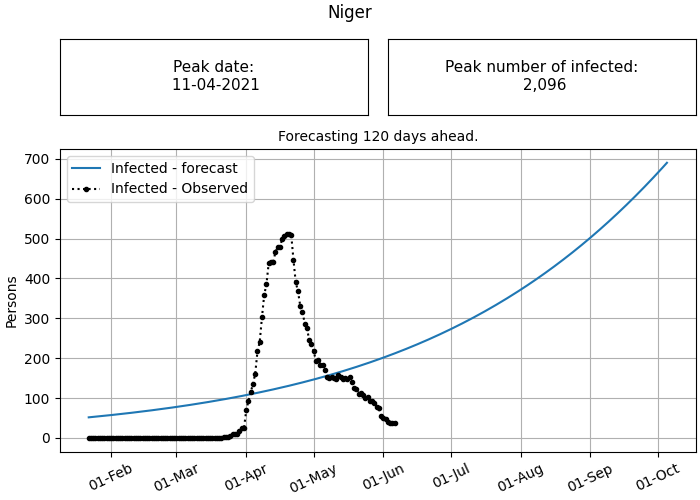 Niger
Peak date:
11-04-2021
Peak number of infected:
2,096
Forecasting 120 days ahead.
700
600
500
400
300
200
100
0
Persons
Infected - forecast
Infected - Observed
01-Feb
01-Mar
01-Apr
01-May
01-Jun
01-Jul
01-Aug
01-Sep
01-Oct